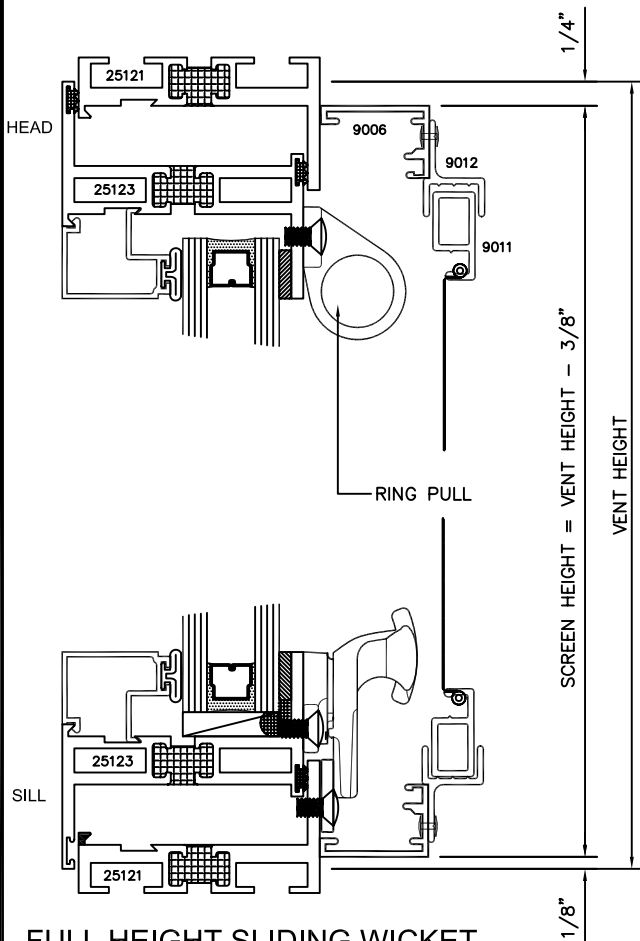 1/4"
25121
HEAD
9006
9012
25123
9011
SCREEN HEIGHT = VENT HEIGHT - 3/8"
VENT HEIGHT
RING PULL
25123
SILL
25121
1/8"
FULL HEIGHT SLIDING WICKET